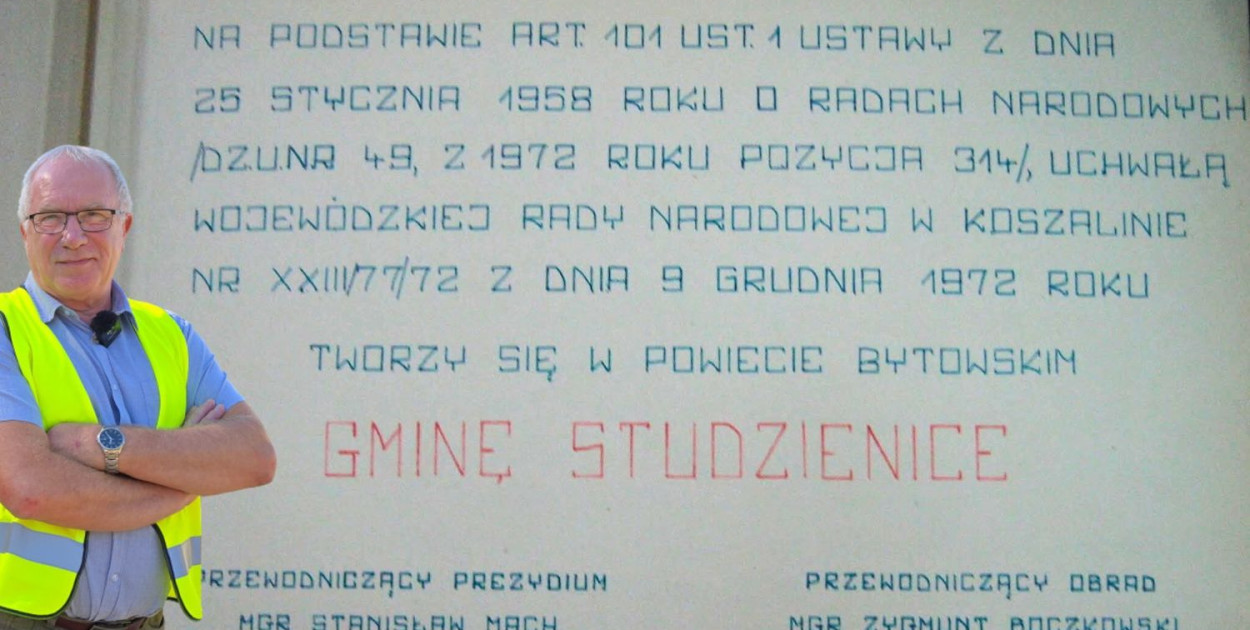 NA PODSTAWIE ART. 101 UST. 1 USTAWY Z DNIA
25 STYCZNIA 1958 ROKU O RADACH NARODOWYCH
/DZ.U.NR 49, Z 1972 ROKU POZYCJA 314/, UCHWAŁĄ
WOJEWÓDZKIEJ RADY NARODOWEJ W KOSZALINIE
NR XXIII/77/72 Z DNIA 9 GRUDNIA 1972 ROKU
TWORZY SIĘ W POWIECIE BYTOWSKIM
GMINĘ STUDZIENICE
PRZEWODNICZĄCY PREZYDIUM
PRZEWODNICZĄCY OBRAD
MGR STANISŁAW MACH
MGR ZYGMUNT BOCZKOWSKI